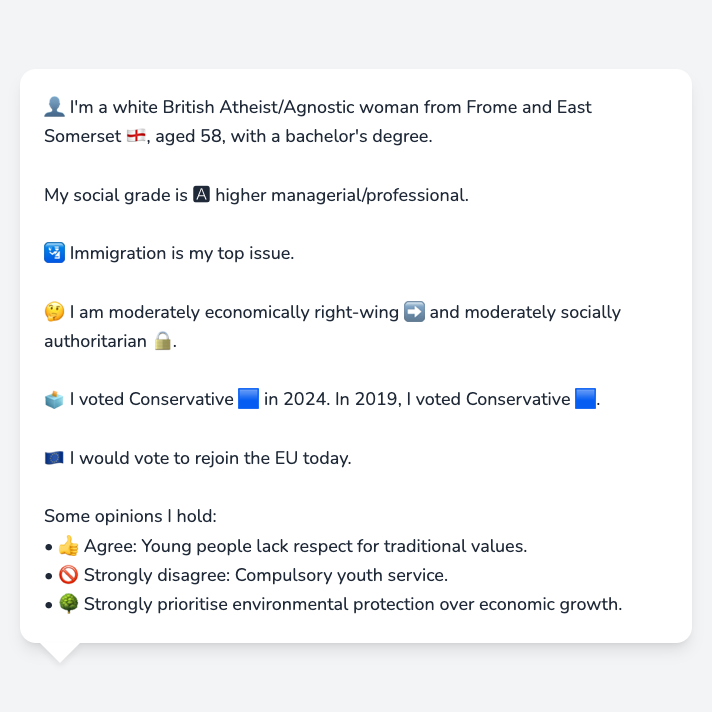 👤 I'm a white British Atheist/Agnostic woman from Frome and East
Somerset 🏴󠁧󠁢󠁥󠁮󠁧󠁿, aged 58, with a bachelor's degree.
My social grade is 🅰 higher managerial/professional.
🛂 Immigration is my top issue.
🤔 I am moderately economically right-wing ➡️ and moderately socially
authoritarian 🔒.
🗳️ I voted Conservative 🟦 in 2024. In 2019, I voted Conservative 🟦.
🇪🇺 I would vote to rejoin the EU today.
Some opinions I hold:
• 👍 Agree: Young people lack respect for traditional values.
• 🚫 Strongly disagree: Compulsory youth service.
• 🌳 Strongly prioritise environmental protection over economic growth.